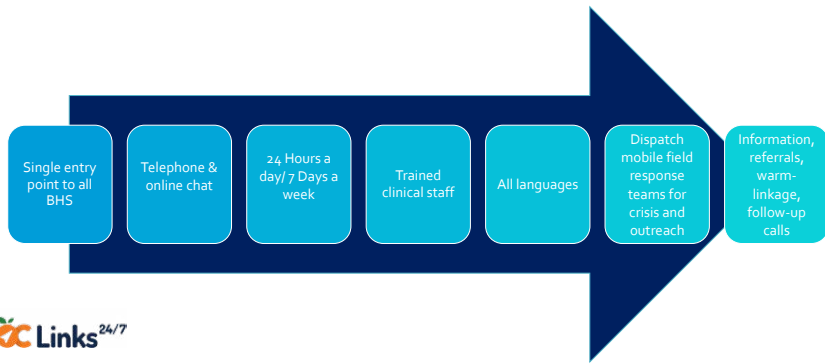 Single entry
point to all
BHS
Telephone &
online chat
24 Hours a
day/ 7 Days a
week
Trained
clinical staff
All languages
Dispatch
mobile field
response
teams for
crisis and
outreach
Information,
referrals,
warm-
linkage,
follow-up
calls
OC Links 24/7